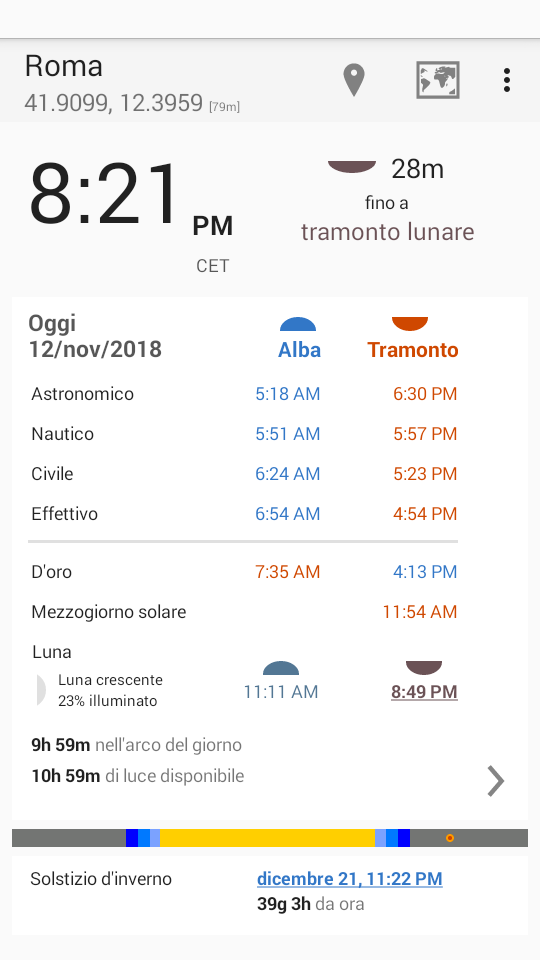 Roma
41.9099, 12.3959 [79m]
8:21 PM
CET
28m
fino a
tramonto lunare
Oggi
12/nov/2018
Alba
Tramonto
Astronomico 5:18 AM 6:30 PM
Nautico 5:51 AM 5:57 PM
Civile 6:24 AM 5:23 PM
Effettivo 6:54 AM 4:54 PM
D'oro 7:35 AM 4:13 PM
Mezzogiorno solare 11:54 AM
Luna
Luna crescente
23% illuminato
11:11 AM 8:49 PM
9h 59m nell'arco del giorno
10h 59m di luce disponibile
Solstizio d'inverno dicembre 21, 11:22 PM
39g 3h da ora